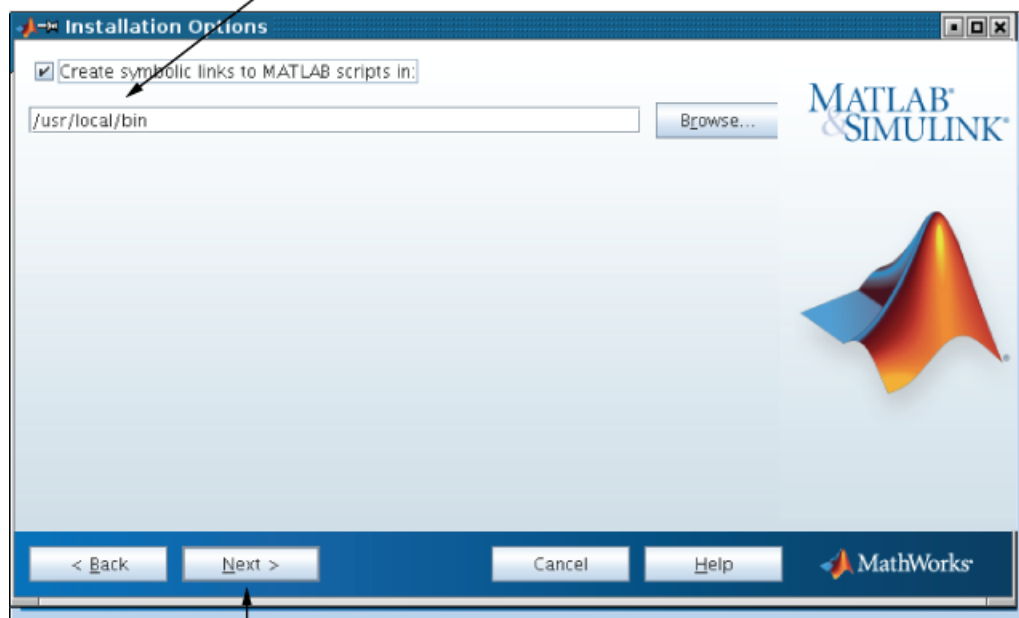 Installation Options
Create symbolic links to MATLAB scripts in:
/usr/local/bin
Browse...
MATLAB®
&SIMULINK®
< Back
Next >
Cancel
Help
MathWorks®